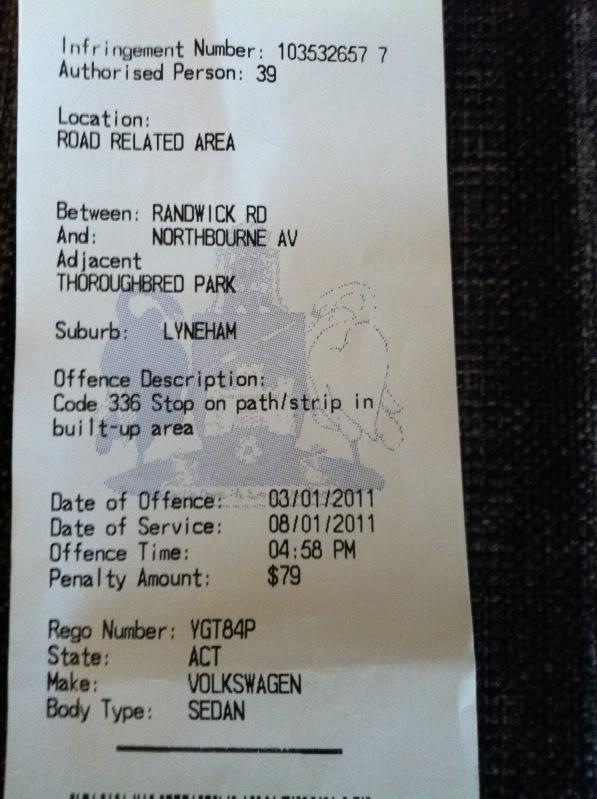 Infringement Number: 103532657 7
Authorised Person: 39
Location:
ROAD RELATED AREA
Between: RANDWICK RD
And: NORTHBOURNE AV
Adjacent
THOROUGHBRED PARK
Suburb: LYNEHAM
Offence Description:
Code 336 Stop on path/strip in
built-up area
Date of Offence: 03/01/2011
Date of Service: 08/01/2011
Offence Time: 04:58 PM
Penalty Amount: $79
Rego Number: YGT84P
State: ACT
Make: VOLKSWAGEN
Body Type: SEDAN